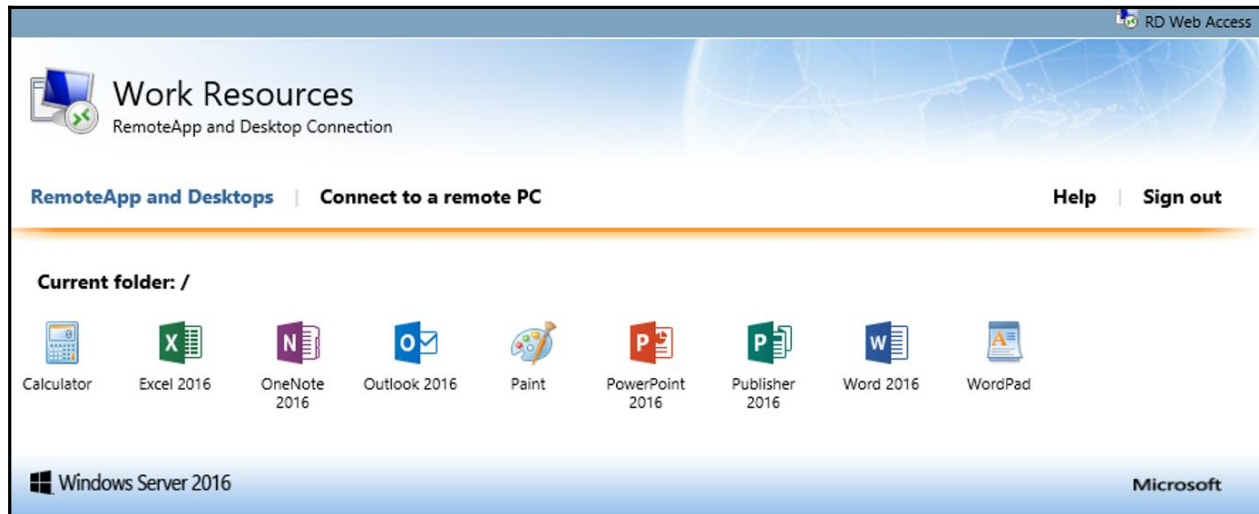 RD Web Access
Work Resources
RemoteApp and Desktop Connection
RemoteApp and Desktops | Connect to a remote PC Help | Sign out
Current folder: /
Calculator Excel 2016 OneNote 2016 Outlook 2016 Paint PowerPoint 2016 Publisher 2016 Word 2016 WordPad
Windows Server 2016 Microsoft